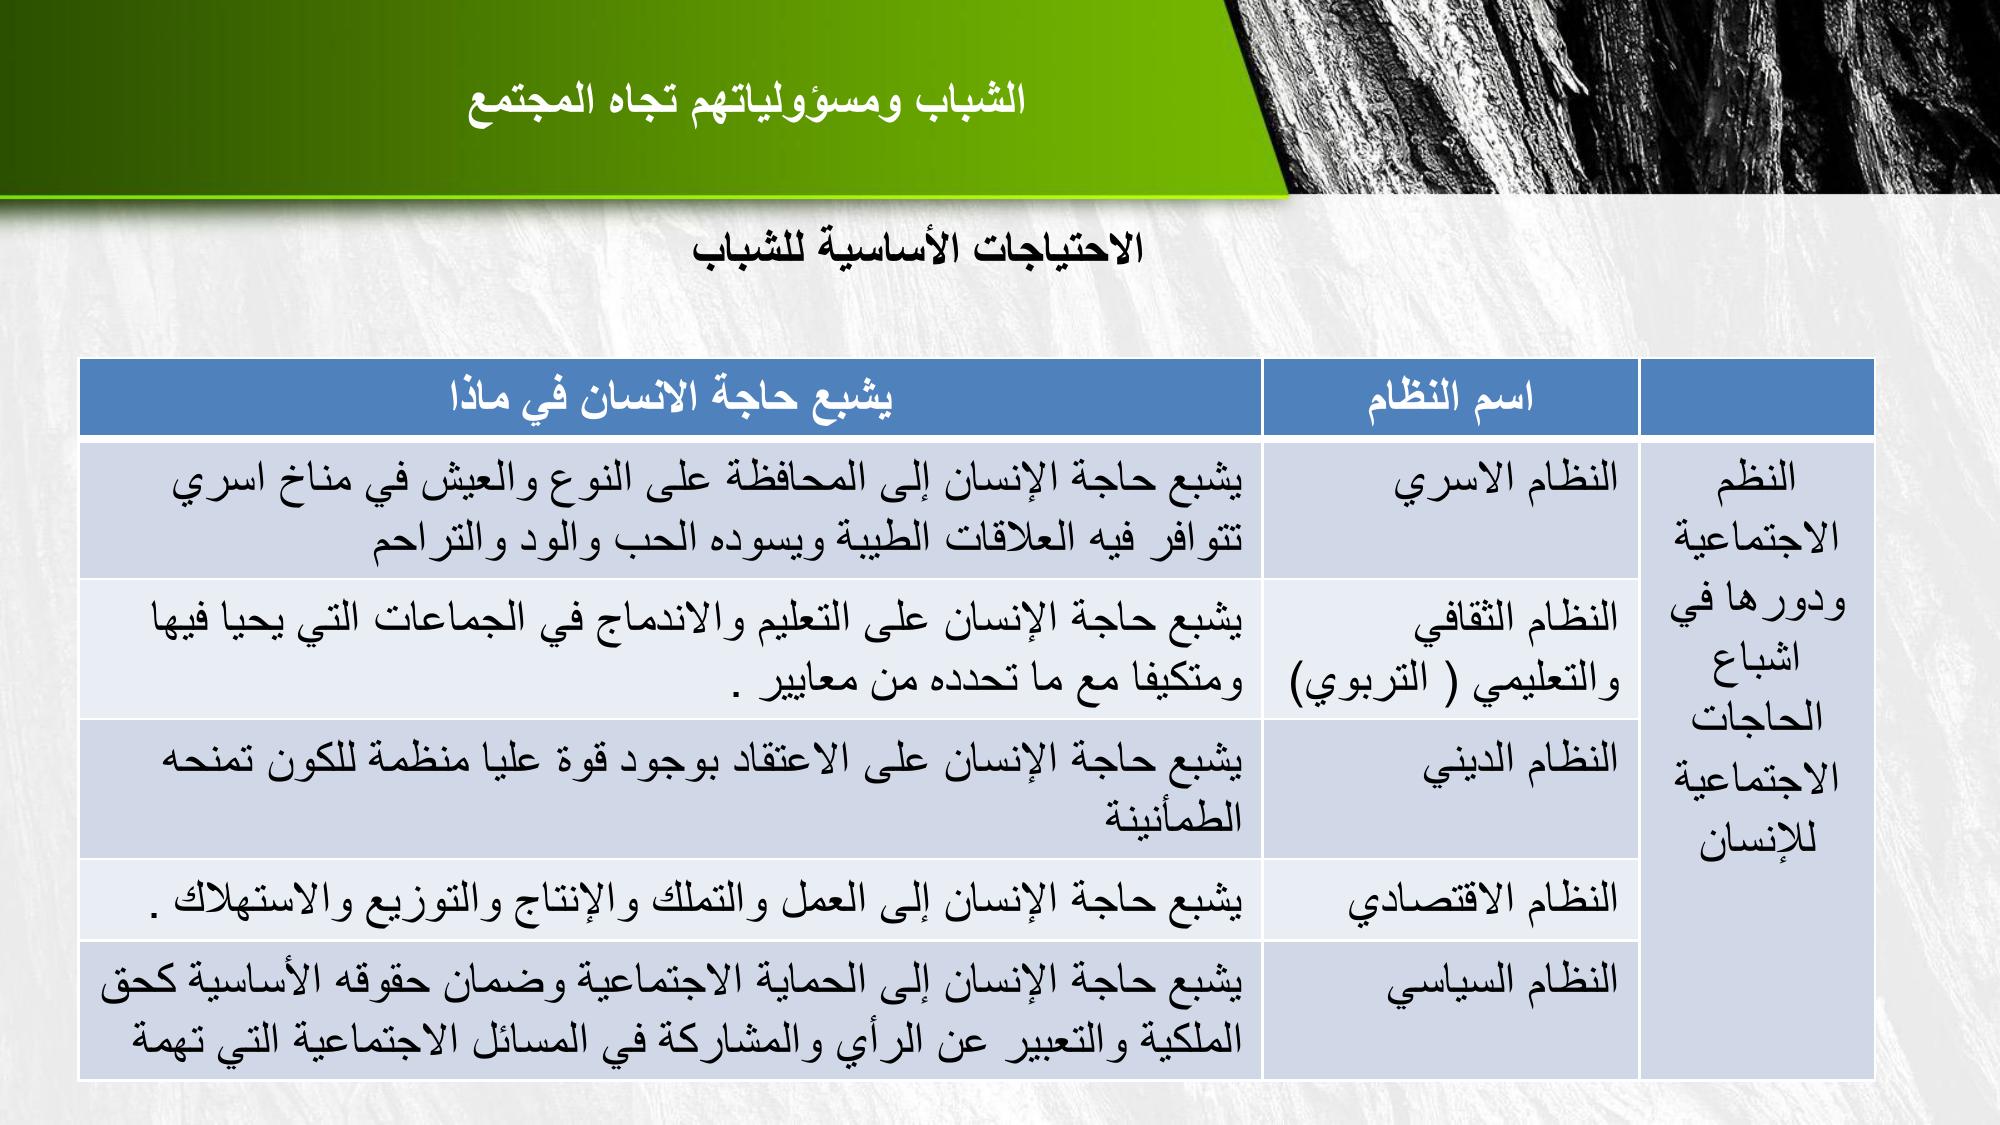 الشباب ومسؤولياتهم تجاه المجتمع
الاحتياجات الأساسية للشباب
اسم النظام
يشبع حاجة الانسان في ماذا
النظم
الاجتماعية
ودورها في
اشباع
الحاجات
الاجتماعية
للإنسان
النظام الاسري
يشبع حاجة الإنسان إلى المحافظة على النوع والعيش في مناخ اسري
تتوافر فيه العلاقات الطيبة ويسوده الحب والود والتراحم
النظام الثقافي
والتعليمي ( التربوي)
يشبع حاجة الإنسان على التعليم والاندماج في الجماعات التي يحيا فيها
ومتكيفا مع ما تحدده من معايير .
النظام الديني
يشبع حاجة الإنسان على الاعتقاد بوجود قوة عليا منظمة للكون تمنحه
الطمأنينة
النظام الاقتصادي
يشبع حاجة الإنسان إلى العمل والتملك والإنتاج والتوزيع والاستهلاك .
النظام السياسي
يشبع حاجة الإنسان إلى الحماية الاجتماعية وضمان حقوقه الأساسية كحق
الملكية والتعبير عن الرأي والمشاركة في المسائل الاجتماعية التي تهمة